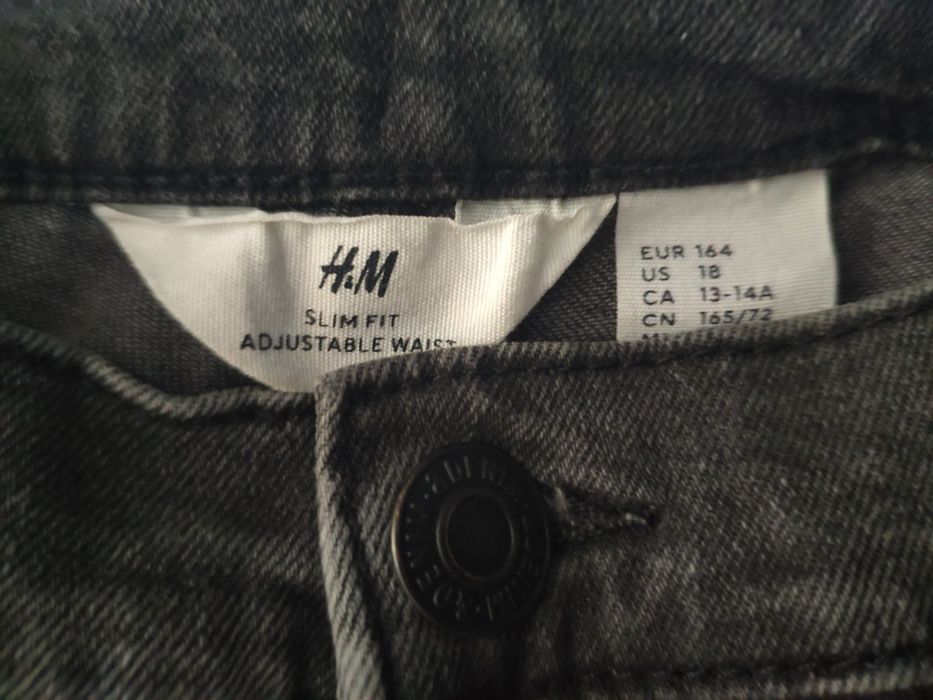 H&M
SLIM FIT
ADJUSTABLE WAIST
EUR 164
US 18
CA 13-14A
CN 165/72